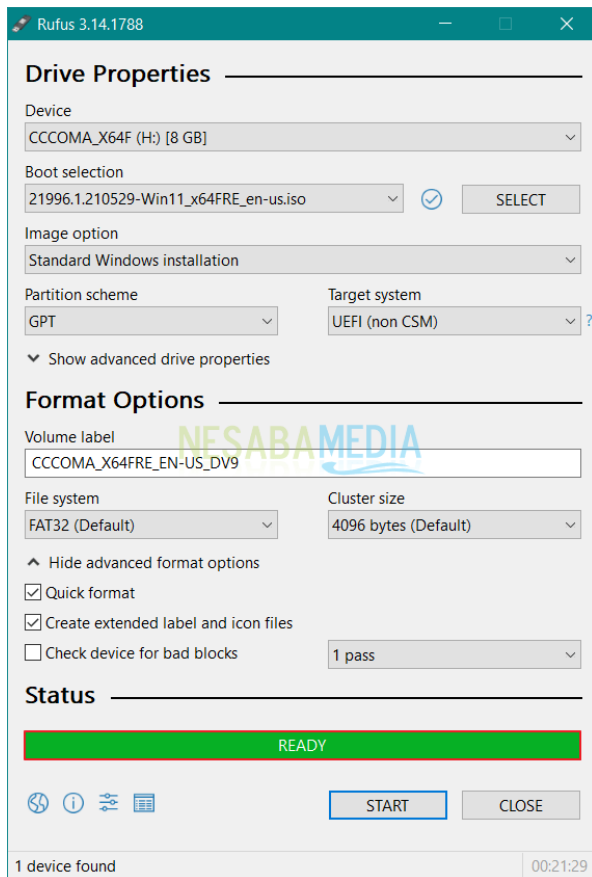 Rufus 3.14.1788
Drive Properties
Device
CCCOMA_X64F (H:) [8 GB]
Boot selection
21996.1.210529-Win11_x64FRE_en-us.iso
SELECT
Image option
Standard Windows installation
Partition scheme
Target system
GPT
UEFI (non CSM)
?
Show advanced drive properties
Format Options
NESABAMEDIA
Volume label
CCCOMA_X64FRE_EN-US_DV9
File system
Cluster size
FAT32 (Default)
4096 bytes (Default)
Hide advanced format options
Quick format
Create extended label and icon files
Check device for bad blocks
1 pass
Status
READY
START
CLOSE
1 device found
00:21:29